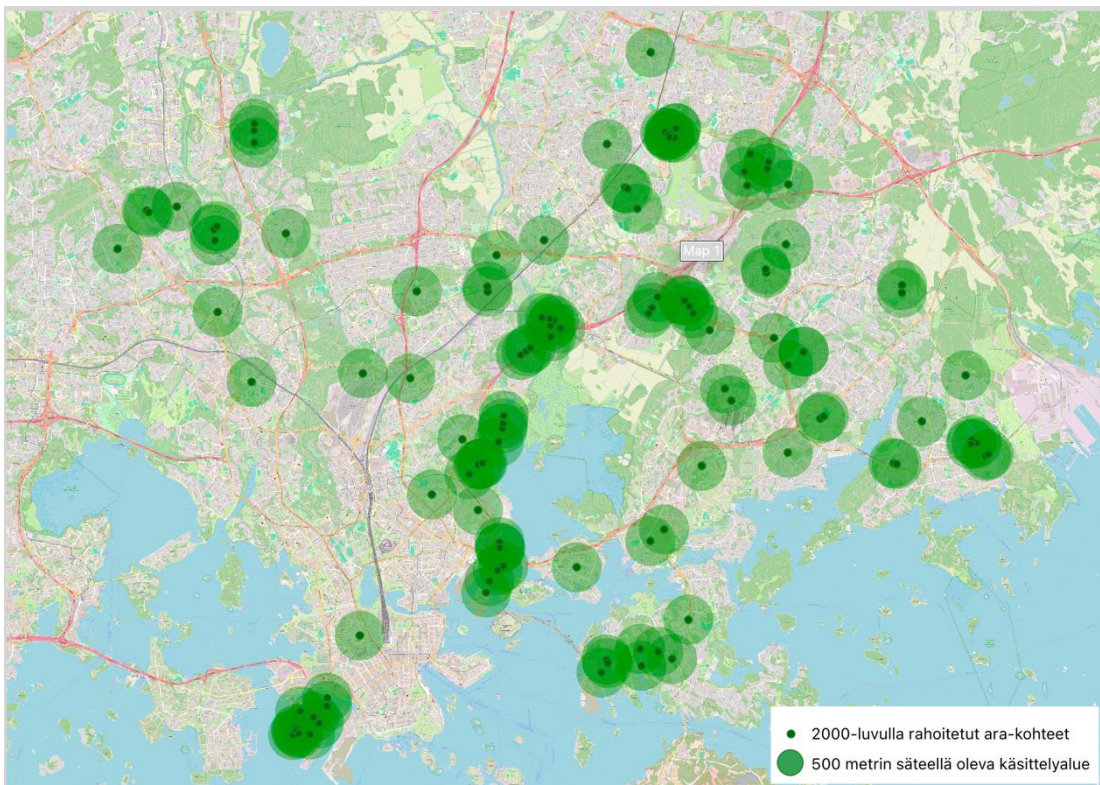 Map 1
2000-luvulla rahoitetut ara-kohteet
500 metrin säteellä oleva käsittelyalue